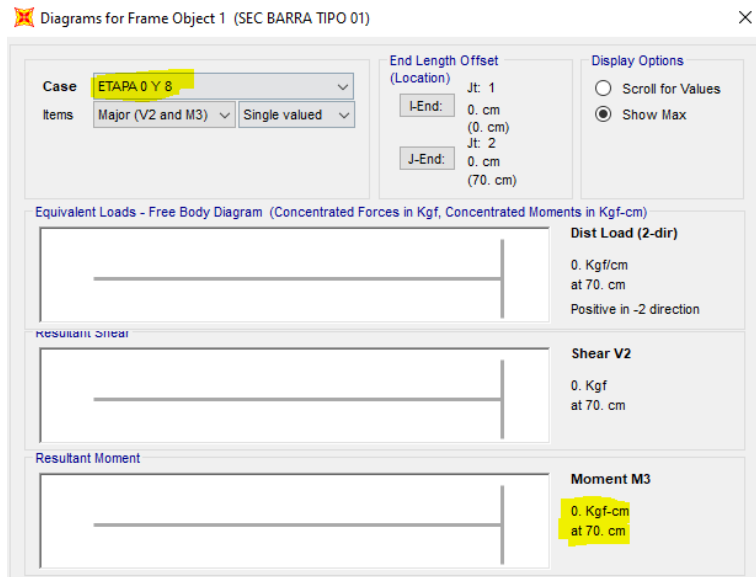 Diagrams for Frame Object 1 (SEC BARRA TIPO 01)
Case ETAPA 0 Y 8
Items Major (V2 and M3) Single valued
End Length Offset
(Location)
Jt: 1
I-End: 0. cm
(0. cm)
Jt: 2
J-End: 0. cm
(70. cm)
Display Options
Scroll for Values
Show Max
Equivalent Loads - Free Body Diagram (Concentrated Forces in Kgf, Concentrated Moments in Kgf-cm)
Dist Load (2-dir)
0. Kgf/cm
at 70. cm
Positive in -2 direction
Resultant Shear
Shear V2
0. Kgf
at 70. cm
Resultant Moment
Moment M3
0. Kgf-cm
at 70. cm